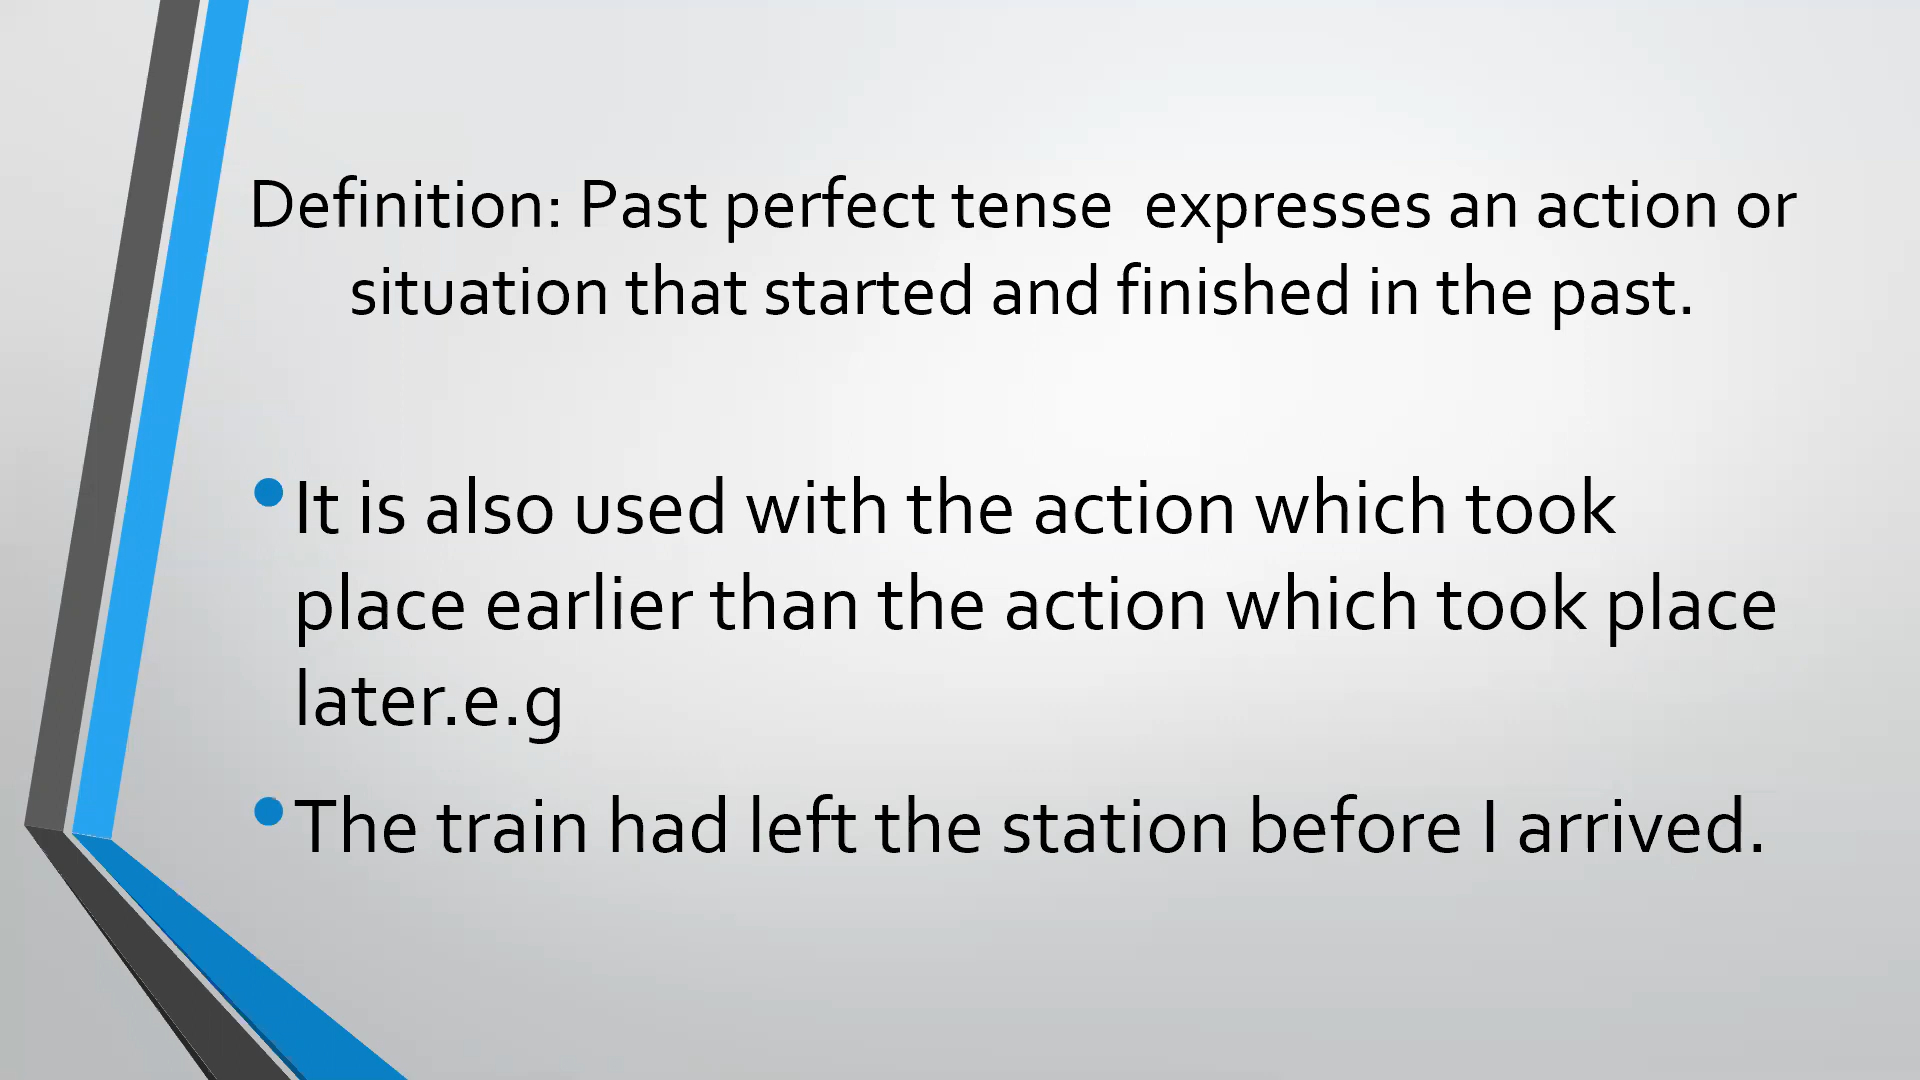 Definition: Past perfect tense  expresses an action or
situation that started and finished in the past.
• It is also used with the action which took
place earlier than the action which took place
later.e.g
• The train had left the station before I arrived.